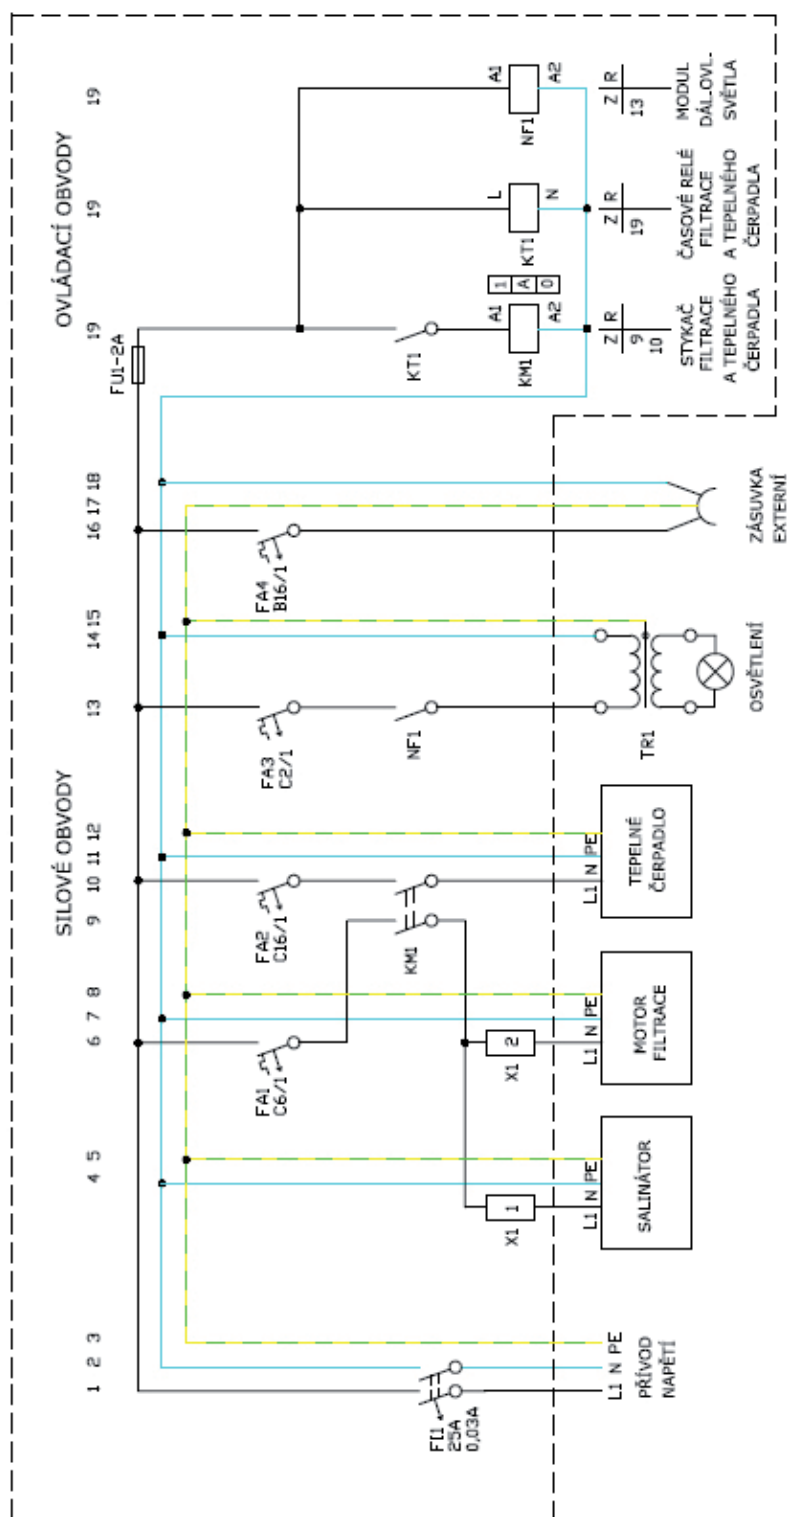 SILOVÉ OBVODY
OVLÁDACÍ OBVODY
1 2 3 4 5 6 7 8 9 10 11 12 13 14 15 16 17 18 19 19 19
FU1-2A
FA1
C6/1
FA2
C16/1
FA3
C2/1
FA4
B16/1
FI1
25A
0,03A
KM1
NF1
KT1
A1
KM1
A2
1 A 0
L
KT1
N
A1
NF1
A2
X1 1
X1 2
L1 N PE
PŘÍVOD
NAPĚTÍ
L1 N PE
SALINÁTOR
L1 N PE
MOTOR
FILTRACE
L1 N PE
TEPELNÉ
ČERPADLO
TR1
OSVĚTLENÍ
ZÁSUVKA
EXTERNÍ
Z R
9
10
STYKAČ
FILTRACE
A TEPELNÉHO
ČERPADLA
Z R
19
ČASOVÉ RELÉ
FILTRACE
A TEPELNÉHO
ČERPADLA
Z R
13
MODUL
DÁL.OVL.
SVĚTLA